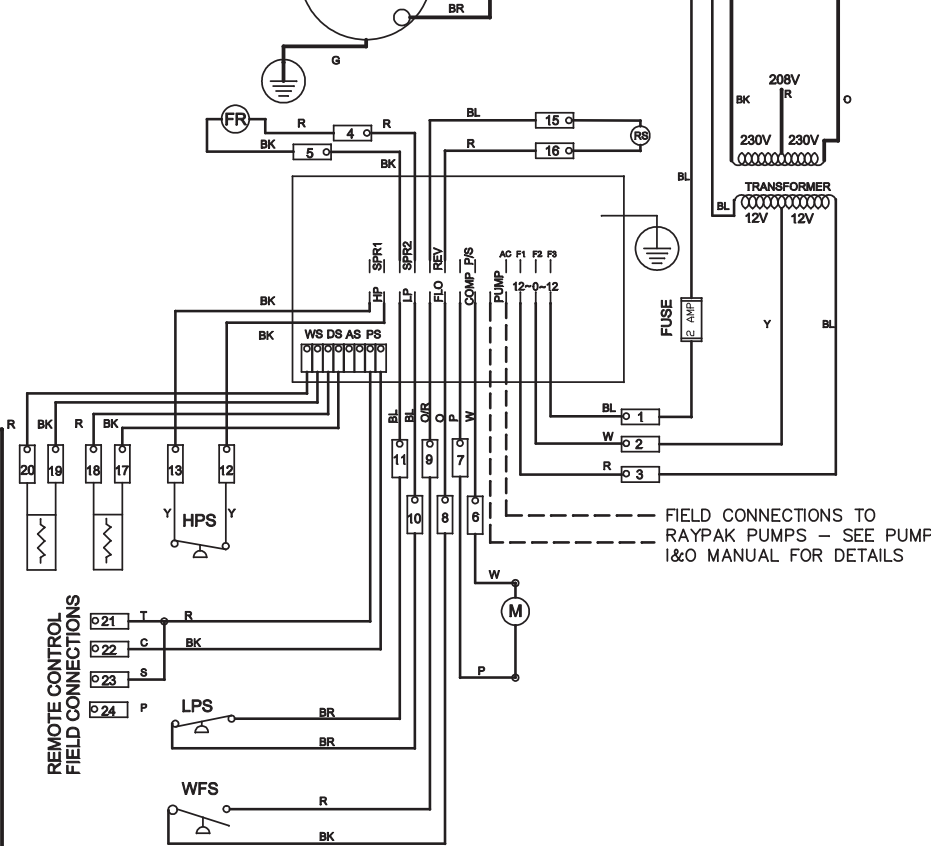 BR
G
208V
R
BK
O
FR
R
4
R
BL
15
RS
230V
230V
BK
5
BK
R
16
BL
TRANSFORMER
BL
12V
12V
SPR1
SPR2
REV
P/S
AC F1 F2 F3
HP
LP
FLO
COMP
PUMP
12~0~12
BK
BK
WS DS AS PS
FUSE
2 AMP
Y
BL
R
BK
R
BK
BL
BL
O/R
O
P
W
BL
1
W
2
R
3
20
19
18
17
13
12
11
9
7
10
8
6
Y
HPS
Y
FIELD CONNECTIONS TO
RAYPAK PUMPS – SEE PUMP
I&O MANUAL FOR DETAILS
W
M
P
REMOTE CONTROL
FIELD CONNECTIONS
21
T
R
22
C
BK
23
S
24
P
LPS
BR
BR
WFS
R
BK